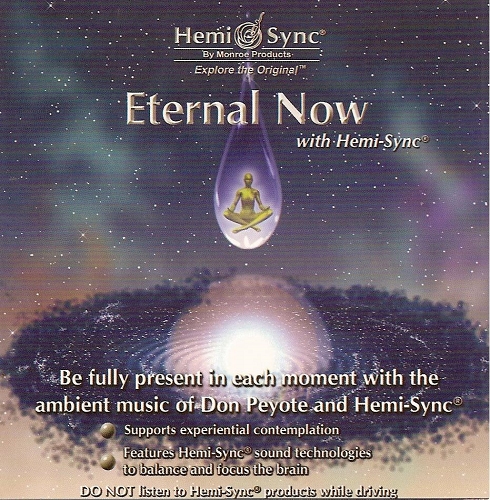 Hemi Sync®
By Monroe Products
Explore the Original™
Eternal Now
with Hemi-Sync®
Be fully present in each moment with the
ambient music of Don Peyote and Hemi-Sync®
Supports experiential contemplation
Features Hemi-Sync® sound technologies
to balance and focus the brain
DO NOT listen to Hemi-Sync® products while driving